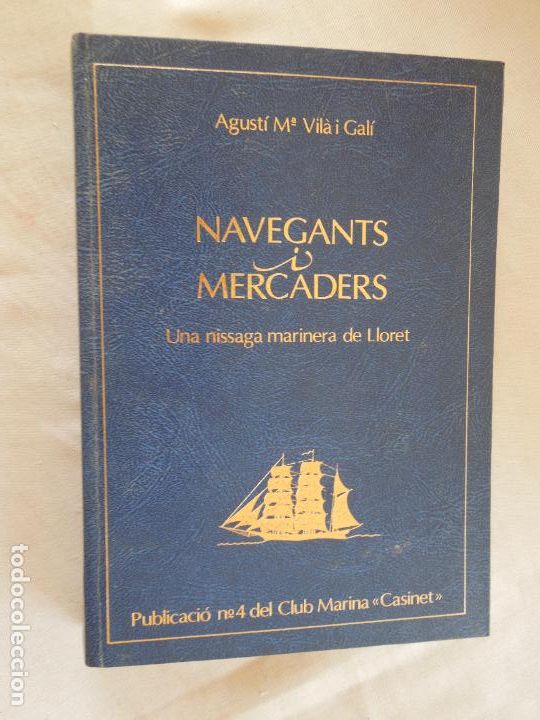 Agustí Mª Vilà i Galí
NAVEGANTS
i
MERCADERS
Una nissaga marinera de Lloret
Publicació nº4 del Club Marina «Casinet»
todocoleccion